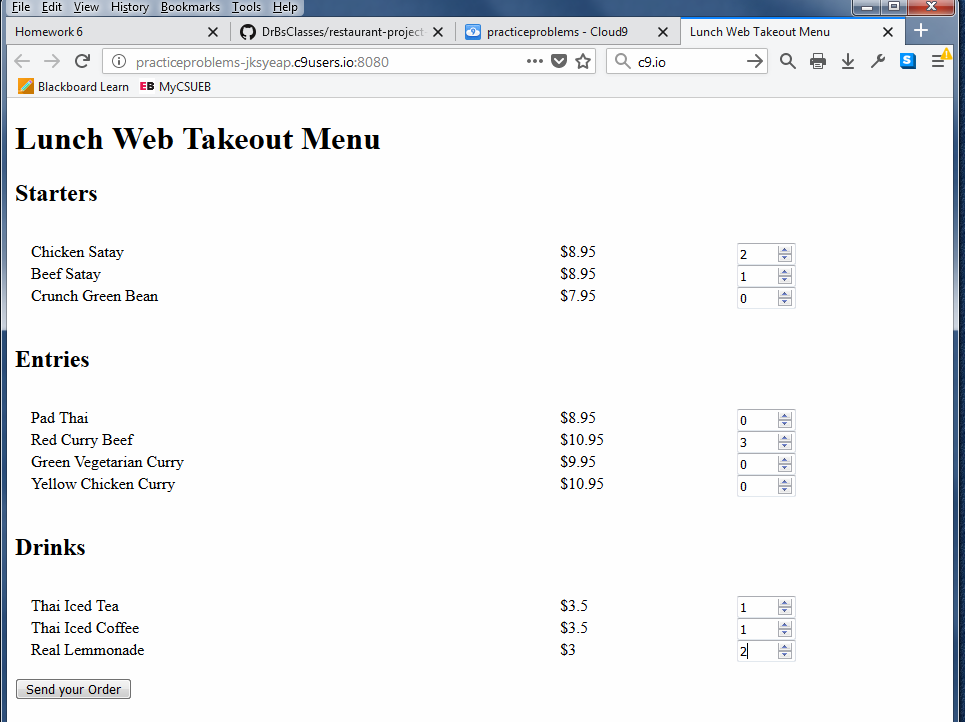 File Edit View History Bookmarks Tools Help
Homework 6 DrBsClasses/restaurant-project practiceproblems - Cloud9 Lunch Web Takeout Menu
practiceproblems-jksyeap.c9users.io:8080 c9.io
Blackboard Learn EB MyCSUEB
Lunch Web Takeout Menu
Starters
Chicken Satay $8.95 2
Beef Satay $8.95 1
Crunch Green Bean $7.95 0
Entries
Pad Thai $8.95 0
Red Curry Beef $10.95 3
Green Vegetarian Curry $9.95 0
Yellow Chicken Curry $10.95 0
Drinks
Thai Iced Tea $3.5 1
Thai Iced Coffee $3.5 1
Real Lemmonade $3 2
Send your Order